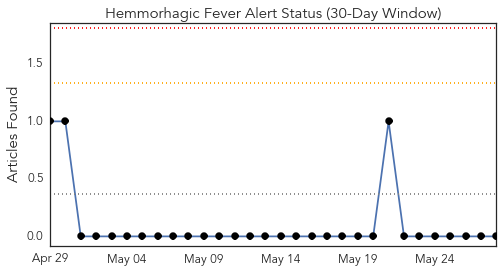 Hemmorhagic Fever Alert Status (30-Day Window)
Articles Found
1.5
1.0
0.5
0.0
Apr 29 May 04 May 09 May 14 May 19 May 24